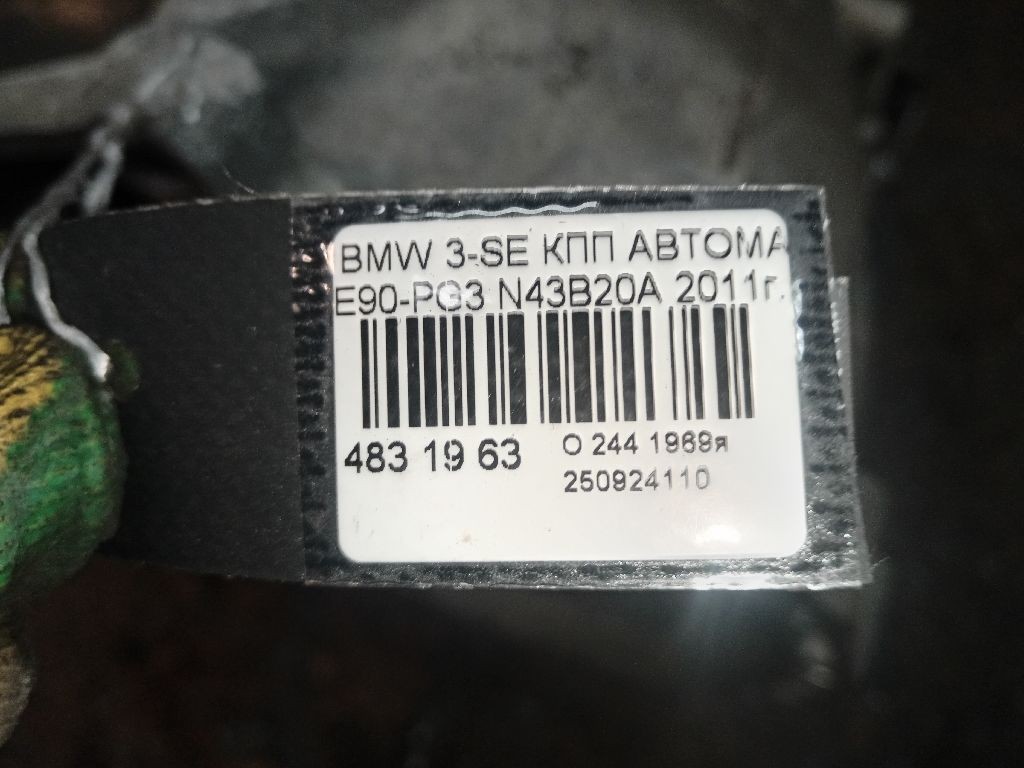 BMW 3-SE КПП АВТОМА
E90-PG3 N43B20A 2011г.
483 19 63
О 244 1969я
250924110